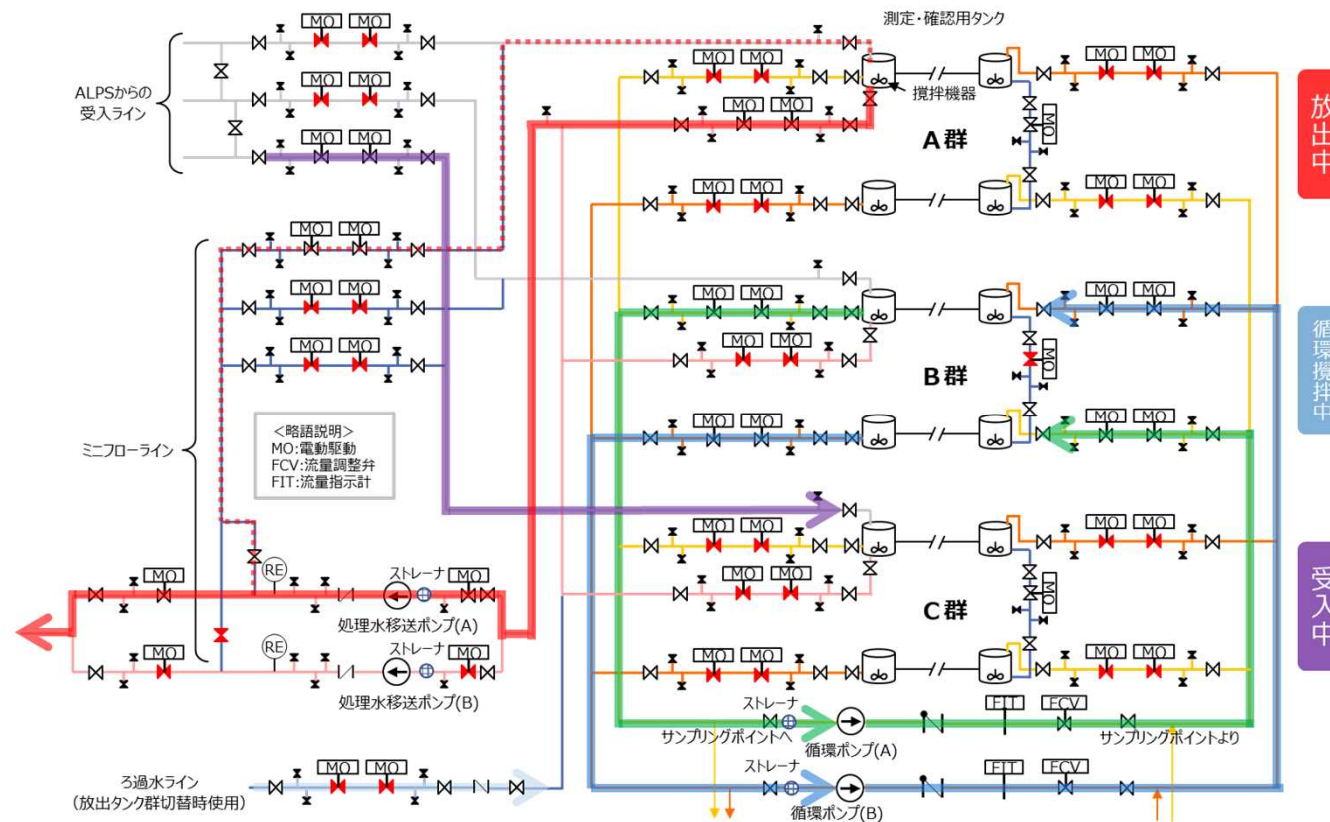 測定・確認用タンク
MO MO
MO MO
MO MO
ALPSからの
受入ライン
MO MO
攪拌機器
MO MO
MO MO
A群
MO
放出中
MO MO
MO MO
MO MO
MO MO
MO MO
MO MO
MO MO
MO MO
B群
MO
循環攪拌中
MO MO
MO MO
MO MO
ミニフローライン
<略語説明>
MO:電動駆動
FCV:流量調整弁
FIT:流量指示計
MO MO
MO MO
MO MO
C群
MO
受入中
MO
RE
ストレーナ
MO
処理水移送ポンプ(A)
MO
RE
ストレーナ
MO
処理水移送ポンプ(B)
MO MO
MO MO
ストレーナ
FIT
FCV
サンプリングポイントへ
循環ポンプ(A)
サンプリングポイントより
ろ過水ライン
(放出タンク群切替時使用)
MO MO
ストレーナ
FIT
FCV
循環ポンプ(B)